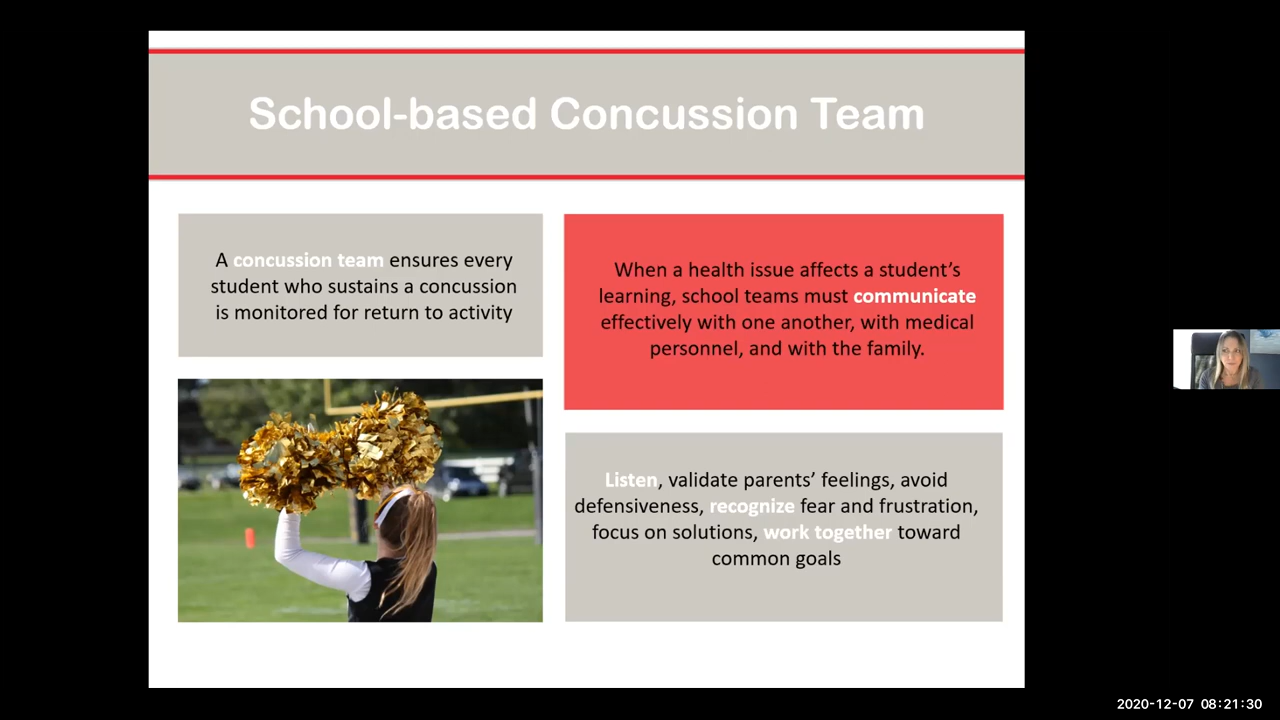 School-based Concussion Team
A concussion team ensures every
student who sustains a concussion
is monitored for return to activity
When a health issue affects a student's
learning, school teams must communicate
effectively with one another, with medical
personnel, and with the family.
Listen, validate parents' feelings, avoid
defensiveness, recognize fear and frustration,
focus on solutions, work together toward
common goals
2020-12-07 08:21:30